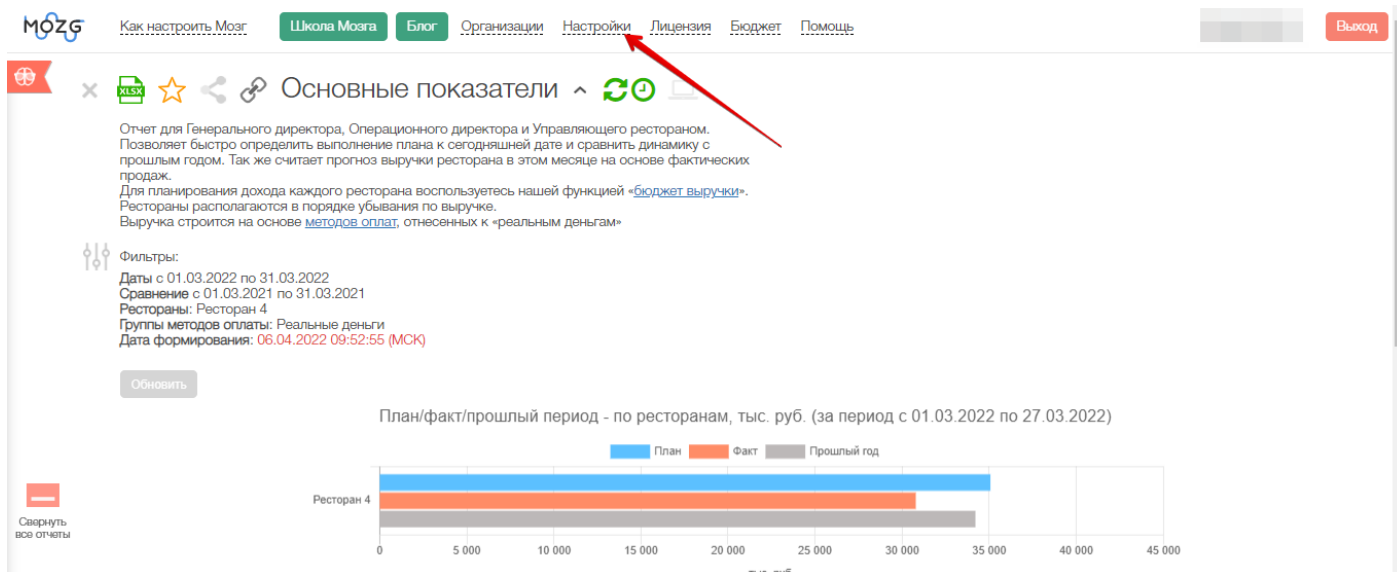 MOZG Как настроить Мозг Школа Мозга Блог Организации Настройки Лицензия Бюджет Помощь Выход
XLSX Основные показатели
Отчет для Генерального директора, Операционного директора и Управляющего рестораном.
Позволяет быстро определить выполнение плана к сегодняшней дате и сравнить динамику с
прошлым годом. Так же считает прогноз выручки ресторана в этом месяце на основе фактических
продаж.
Для планирования дохода каждого ресторана воспользуетесь нашей функцией «бюджет выручки».
Рестораны располагаются в порядке убывания по выручке.
Выручка строится на основе методов оплат, отнесенных к «реальным деньгам»
Фильтры:
Даты с 01.03.2022 по 31.03.2022
Сравнение с 01.03.2021 по 31.03.2021
Рестораны: Ресторан 4
Группы методов оплаты: Реальные деньги
Дата формирования: 06.04.2022 09:52:55 (МСК)
Обновить
План/факт/прошлый период - по ресторанам, тыс. руб. (за период с 01.03.2022 по 27.03.2022)
План Факт Прошлый год
Ресторан 4
Свернуть
все отчеты
0 5 000 10 000 15 000 20 000 25 000 30 000 35 000 40 000 45 000